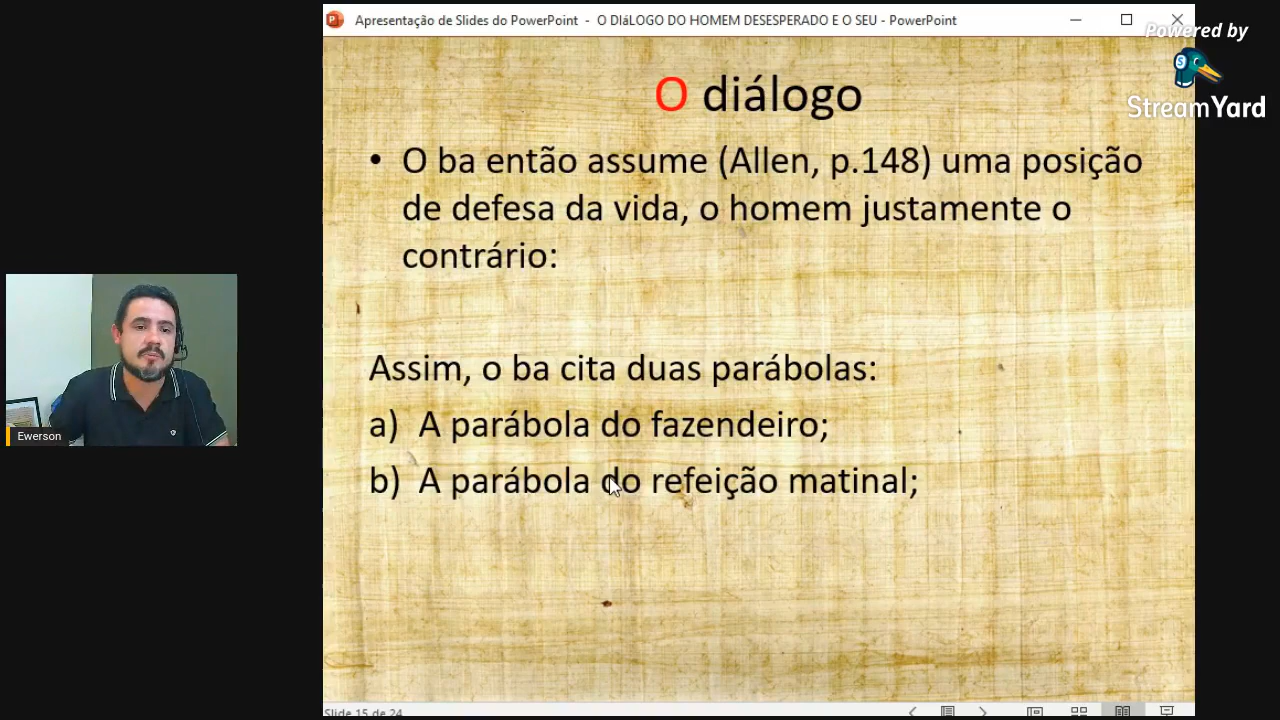 Apresentação de Slides do PowerPoint - O DIáLOGO DO HOMEM DESESPERADO E O SEU - PowerPoint
Powered by
StreamYard
O diálogo
• O ba então assume (Allen, p.148) uma posição
de defesa da vida, o homem justamente o
contrário:
Assim, o ba cita duas parábolas:
a) A parábola do fazendeiro;
b) A parábola do refeição matinal;
Ewerson
Slide 15 de 24